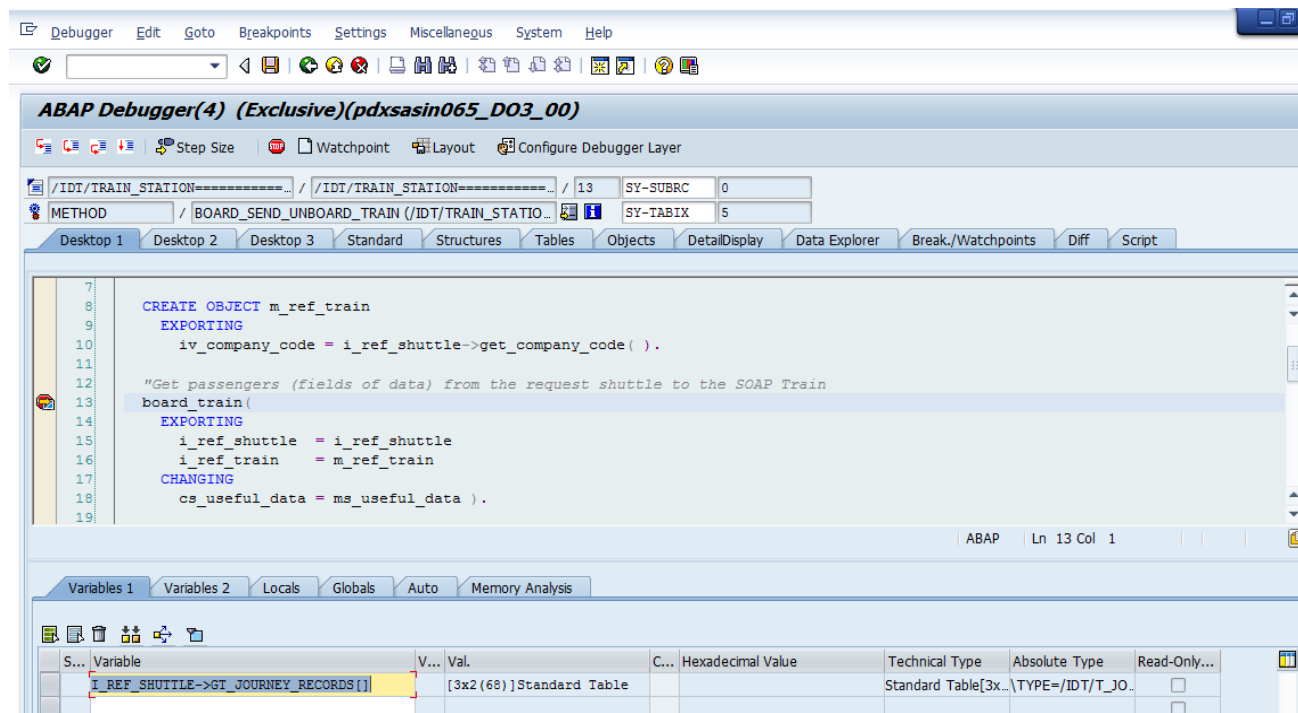 Debugger Edit Goto Breakpoints Settings Miscellaneous System Help
ABAP Debugger(4) (Exclusive)(pdxsasin065_DO3_00)
Step Size Watchpoint Layout Configure Debugger Layer
/IDT/TRAIN_STATION===========… / /IDT/TRAIN_STATION===========… / 13 SY-SUBRC 0
METHOD / BOARD_SEND_UNBOARD_TRAIN (/IDT/TRAIN_STATIO… SY-TABIX 5
Desktop 1 Desktop 2 Desktop 3 Standard Structures Tables Objects DetailDisplay Data Explorer Break./Watchpoints Diff Script
7
8 CREATE OBJECT m_ref_train
9 EXPORTING
10 iv_company_code = i_ref_shuttle->get_company_code( ).
11
12 "Get passengers (fields of data) from the request shuttle to the SOAP Train
13 board_train(
14 EXPORTING
15 i_ref_shuttle = i_ref_shuttle
16 i_ref_train = m_ref_train
17 CHANGING
18 cs_useful_data = ms_useful_data ).
19
ABAP Ln 13 Col 1
Variables 1 Variables 2 Locals Globals Auto Memory Analysis
S... Variable V... Val. C... Hexadecimal Value Technical Type Absolute Type Read-Only...
I_REF_SHUTTLE->GT_JOURNEY_RECORDS[] [3x2(68)]Standard Table Standard Table[3x… \TYPE=/IDT/T_JO…